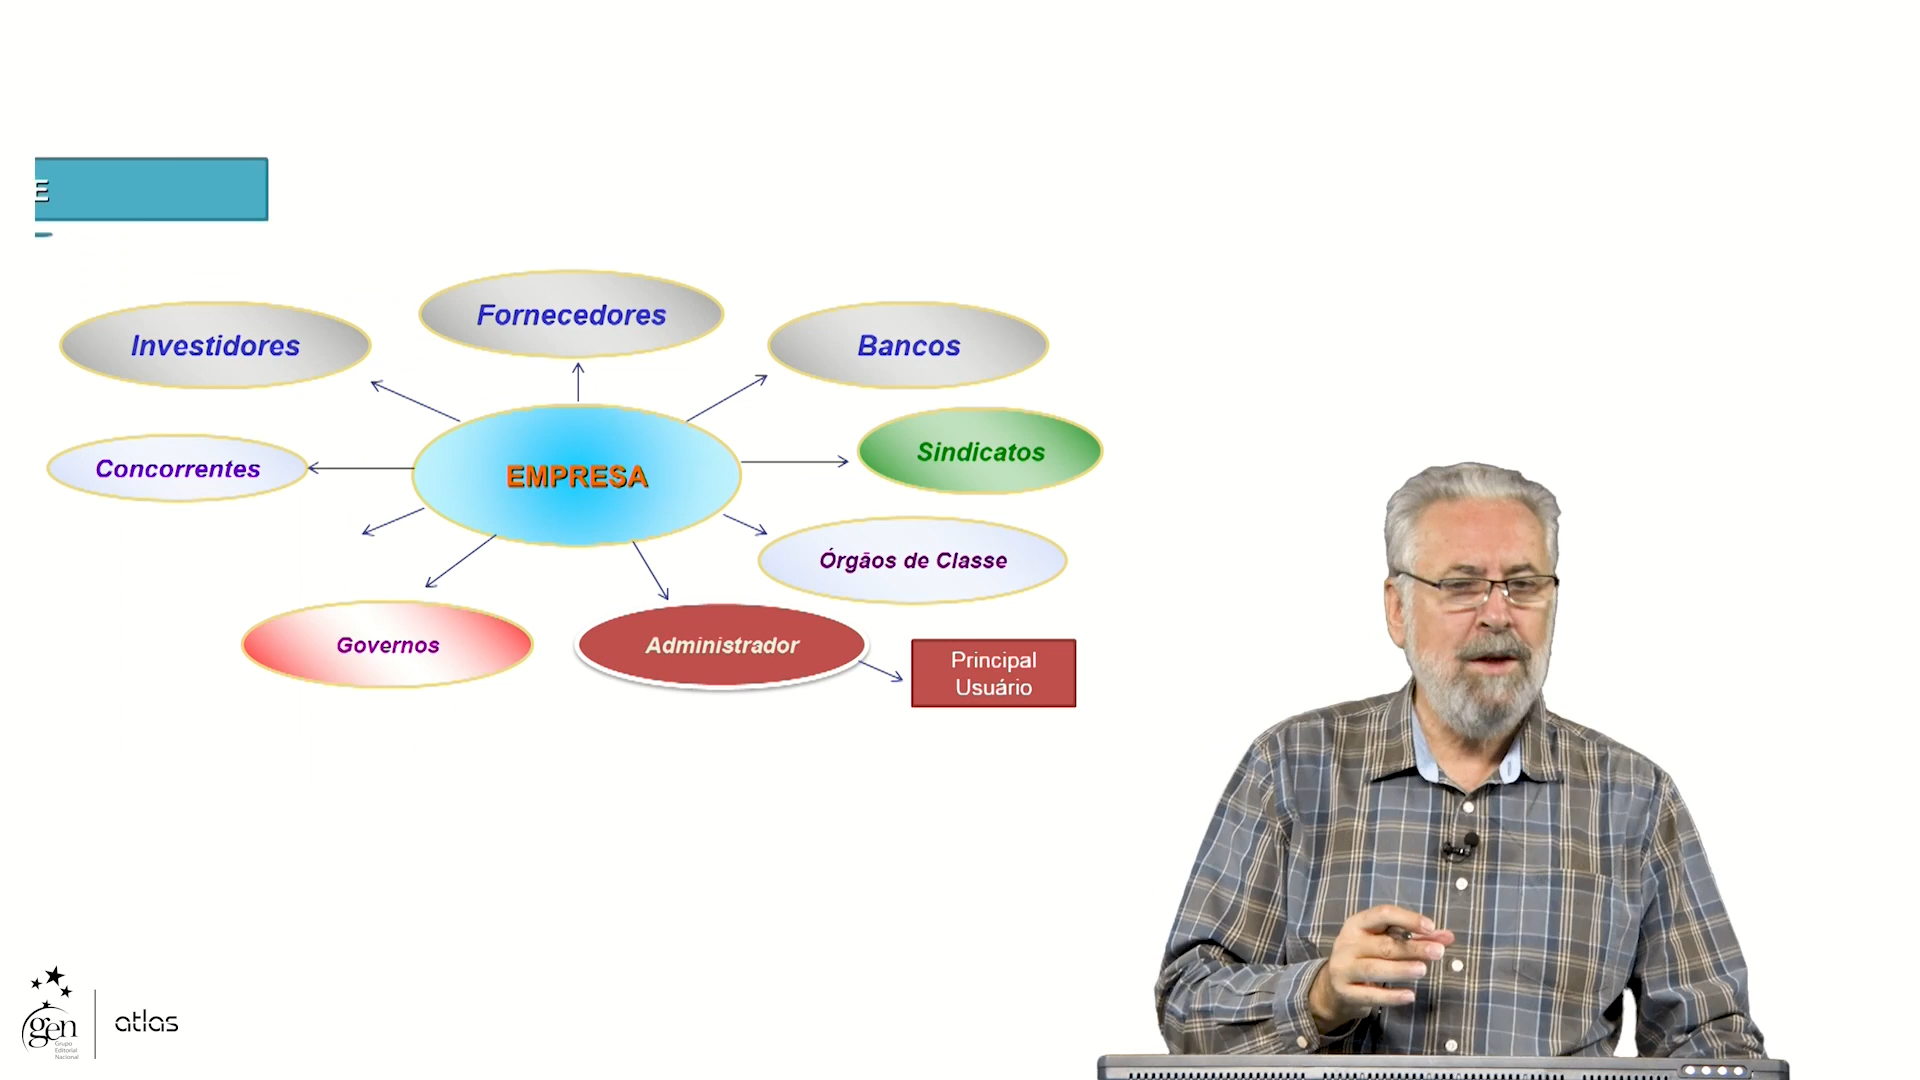 E
Fornecedores
Investidores
Bancos
Sindicatos
Concorrentes
EMPRESA
Órgãos de Classe
Governos
Administrador
Principal
Usuário
gen
Grupo
Editorial
Nacional
atlas